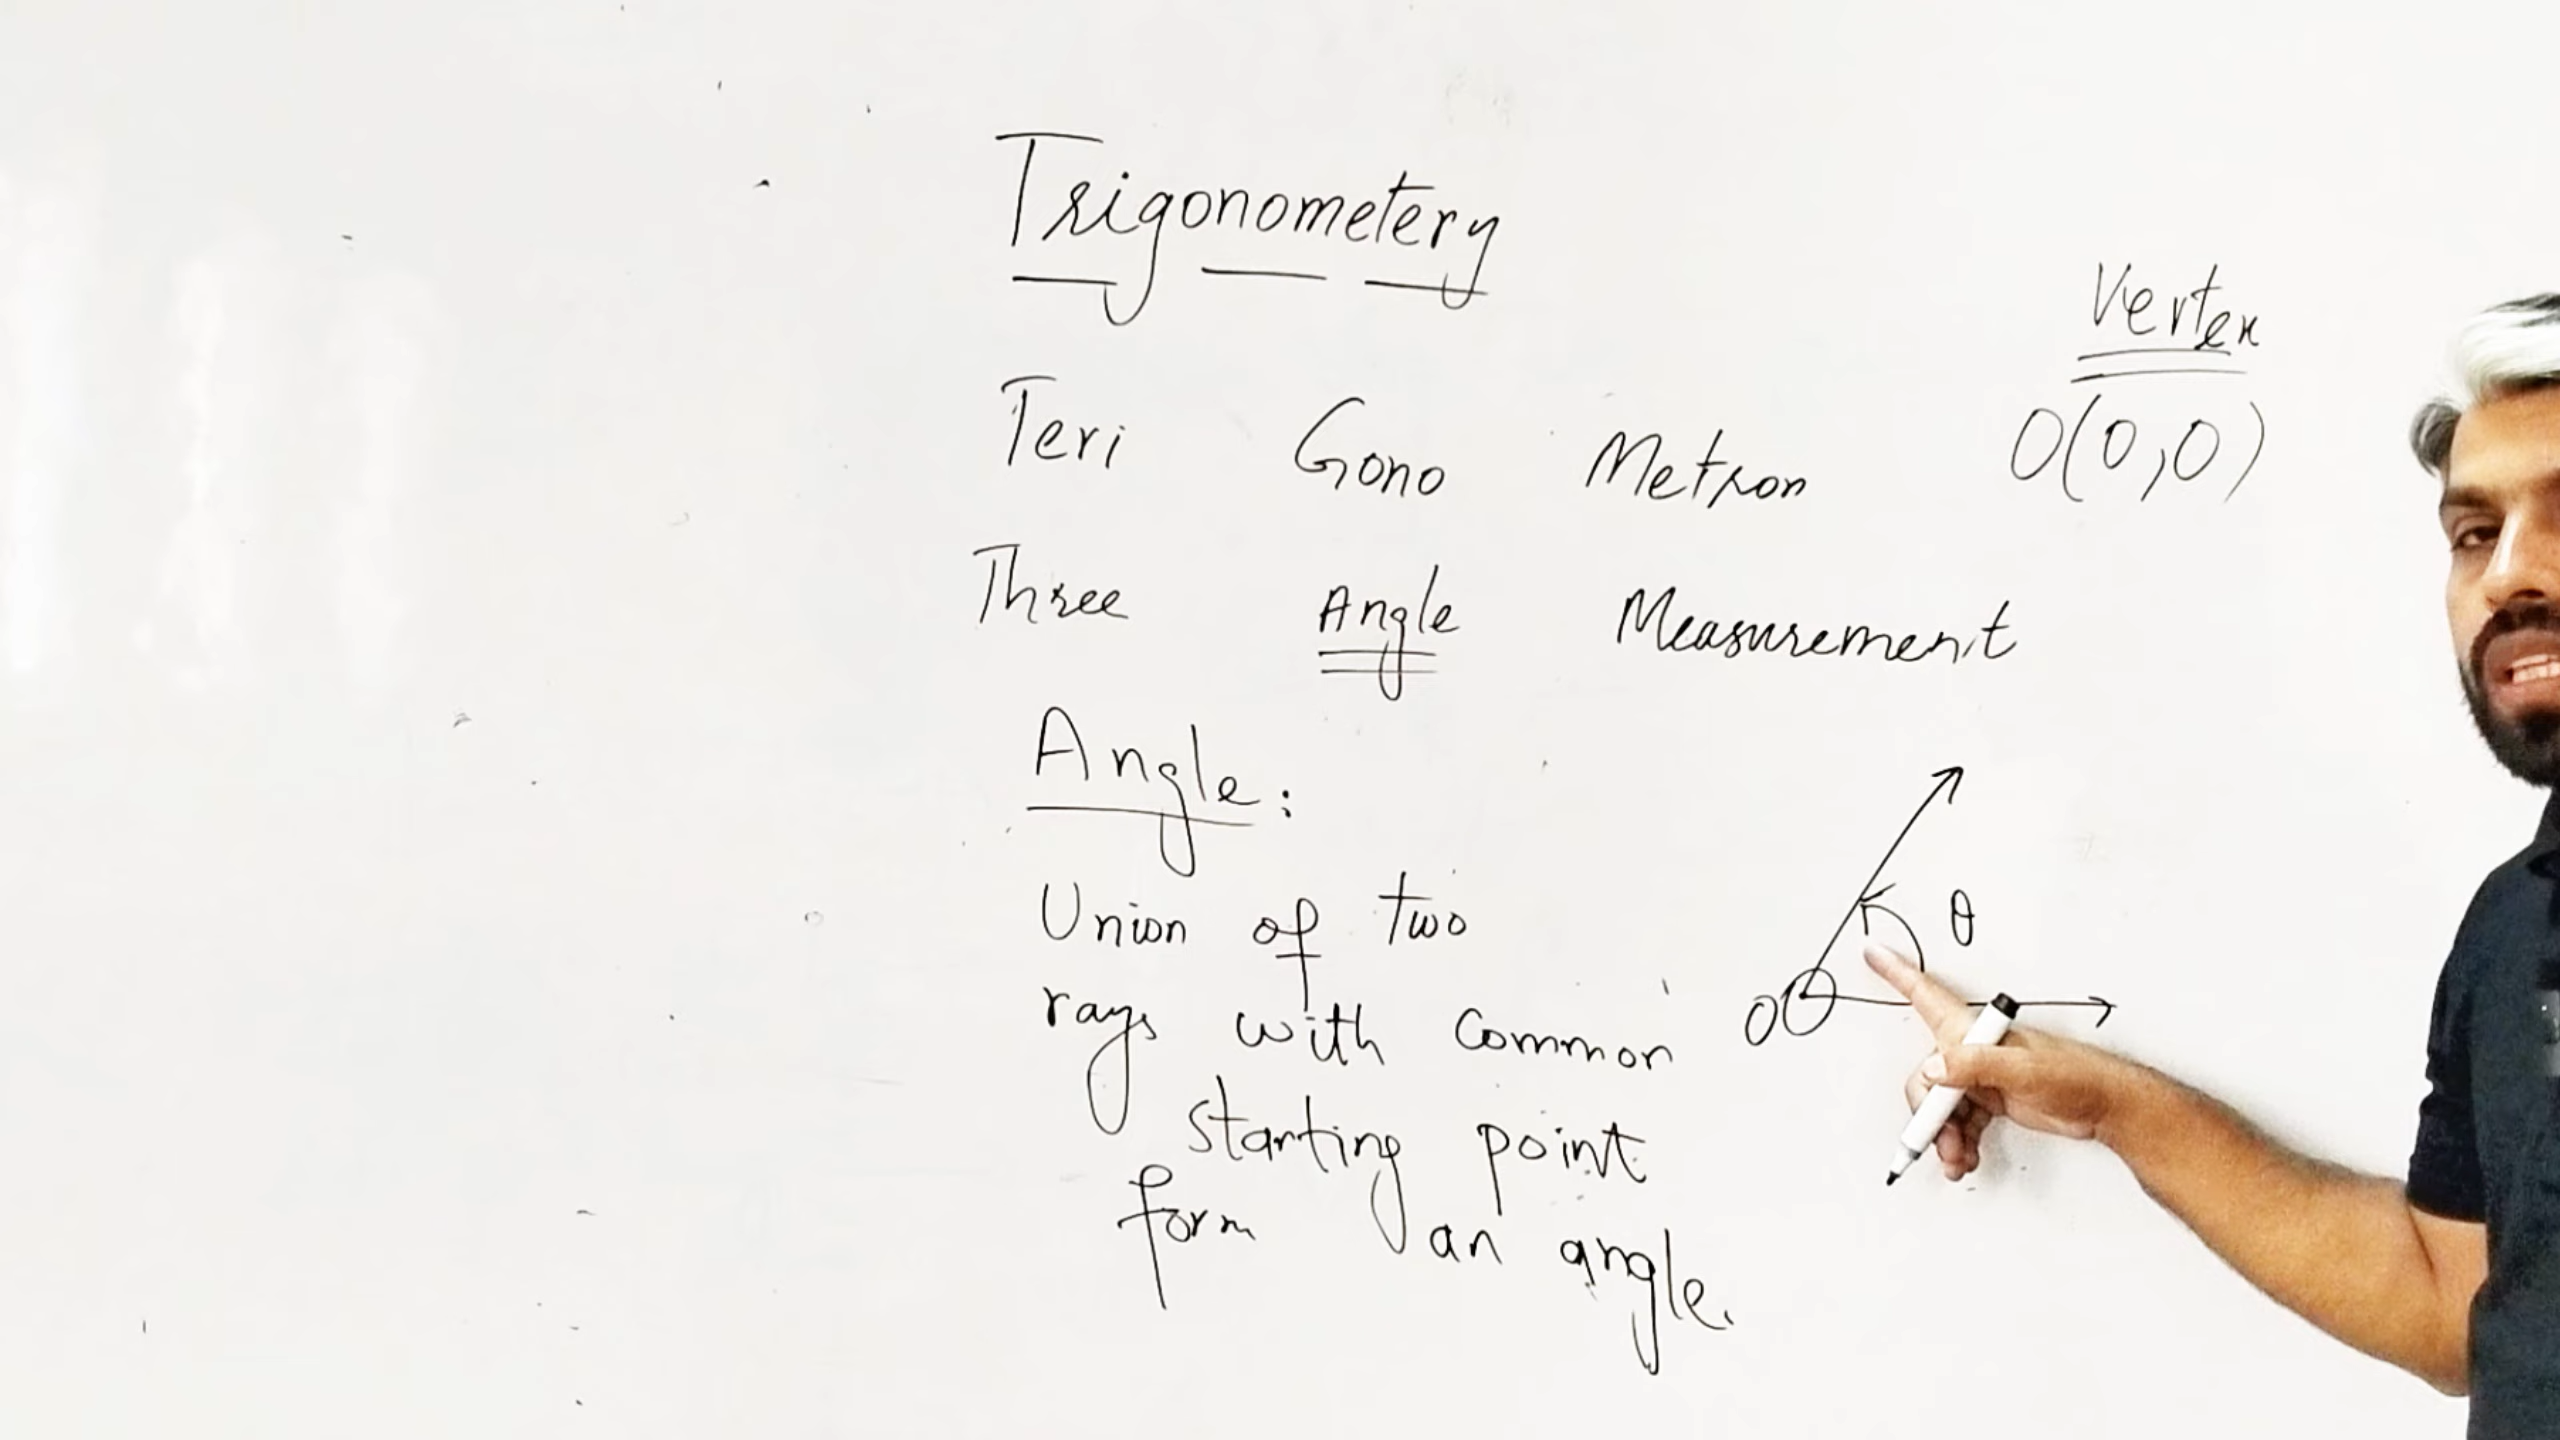 Trigonometery
Teri Gono Metron
Three Angle Measurement
Vertex
O(0,0)
Angle:
Union of two
rays with common
starting point
form an angle.
θ
O